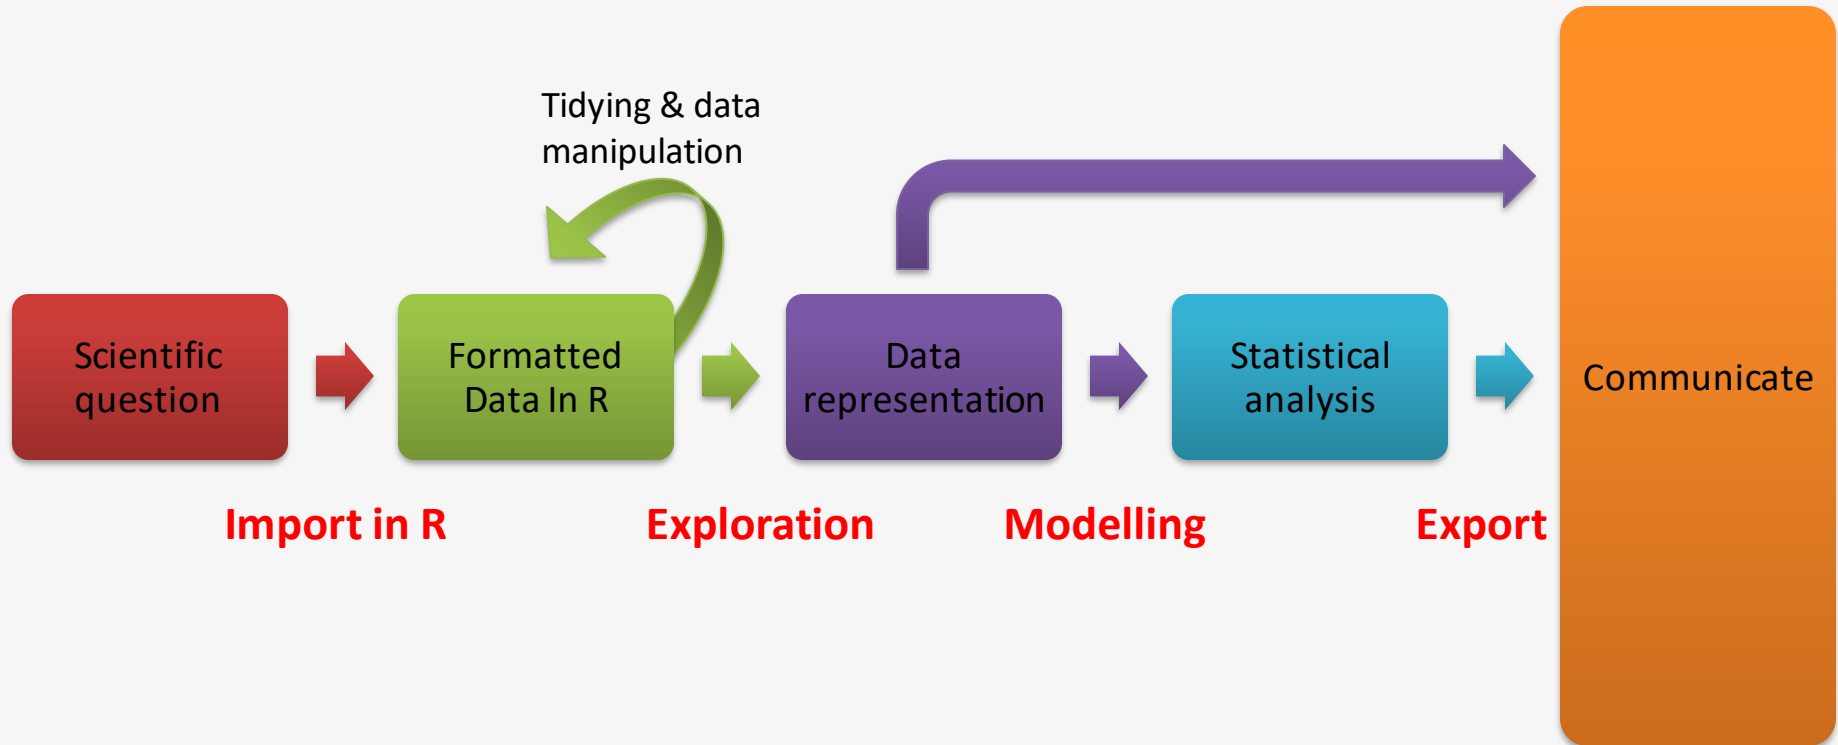 Tidying & data
manipulation
Scientific
question
Formatted
Data In R
Data
representation
Statistical
analysis
Communicate
Import in R
Exploration
Modelling
Export